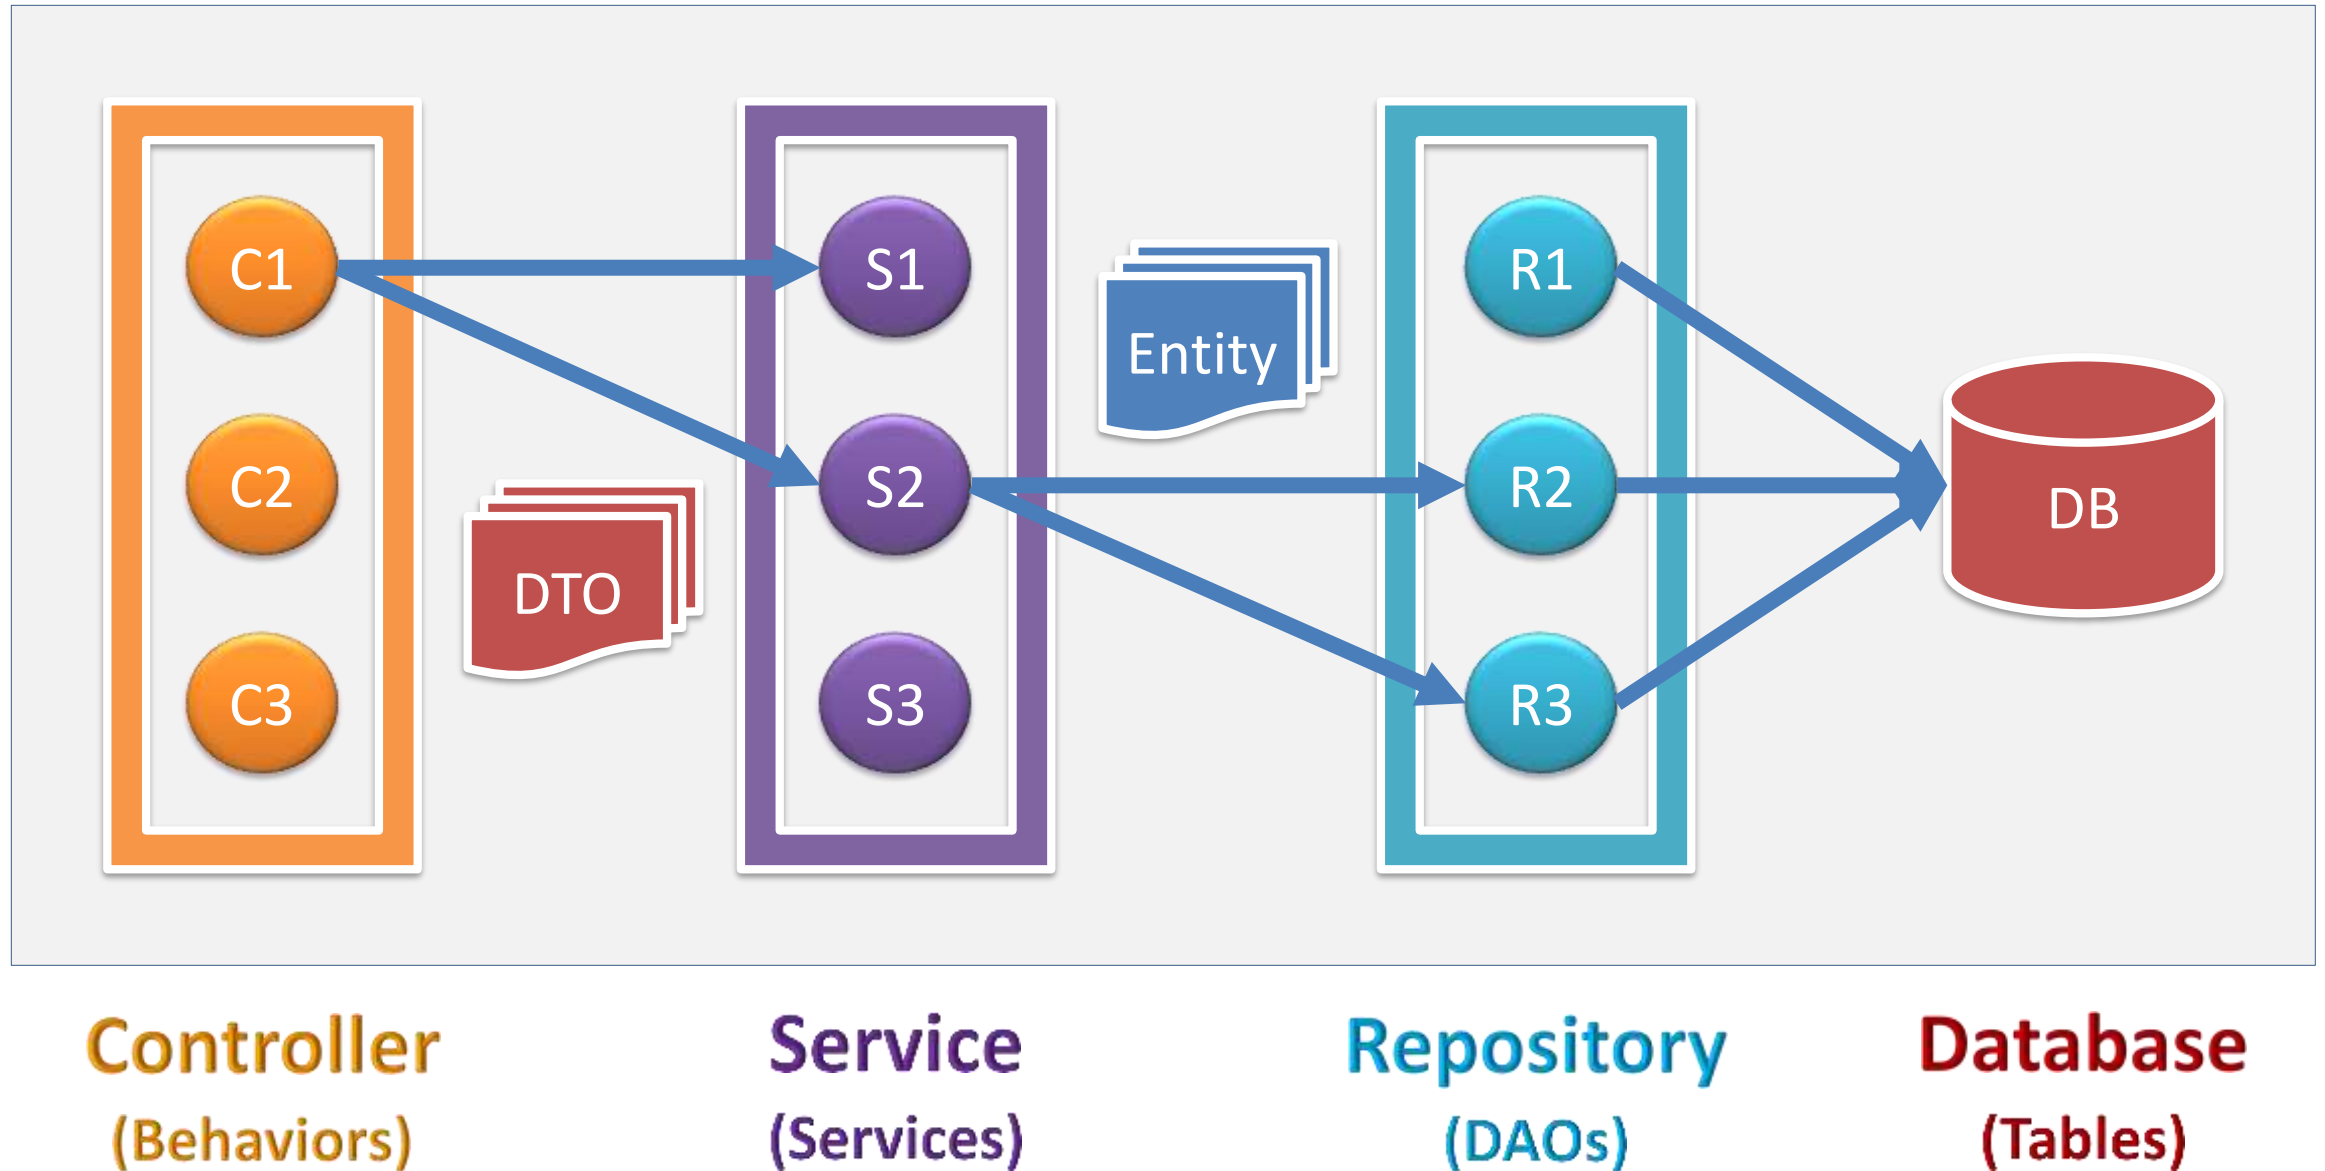 C1
S1
R1
Entity
C2
S2
R2
DB
DTO
C3
S3
R3
Controller
(Behaviors)
Service
(Services)
Repository
(DAOs)
Database
(Tables)